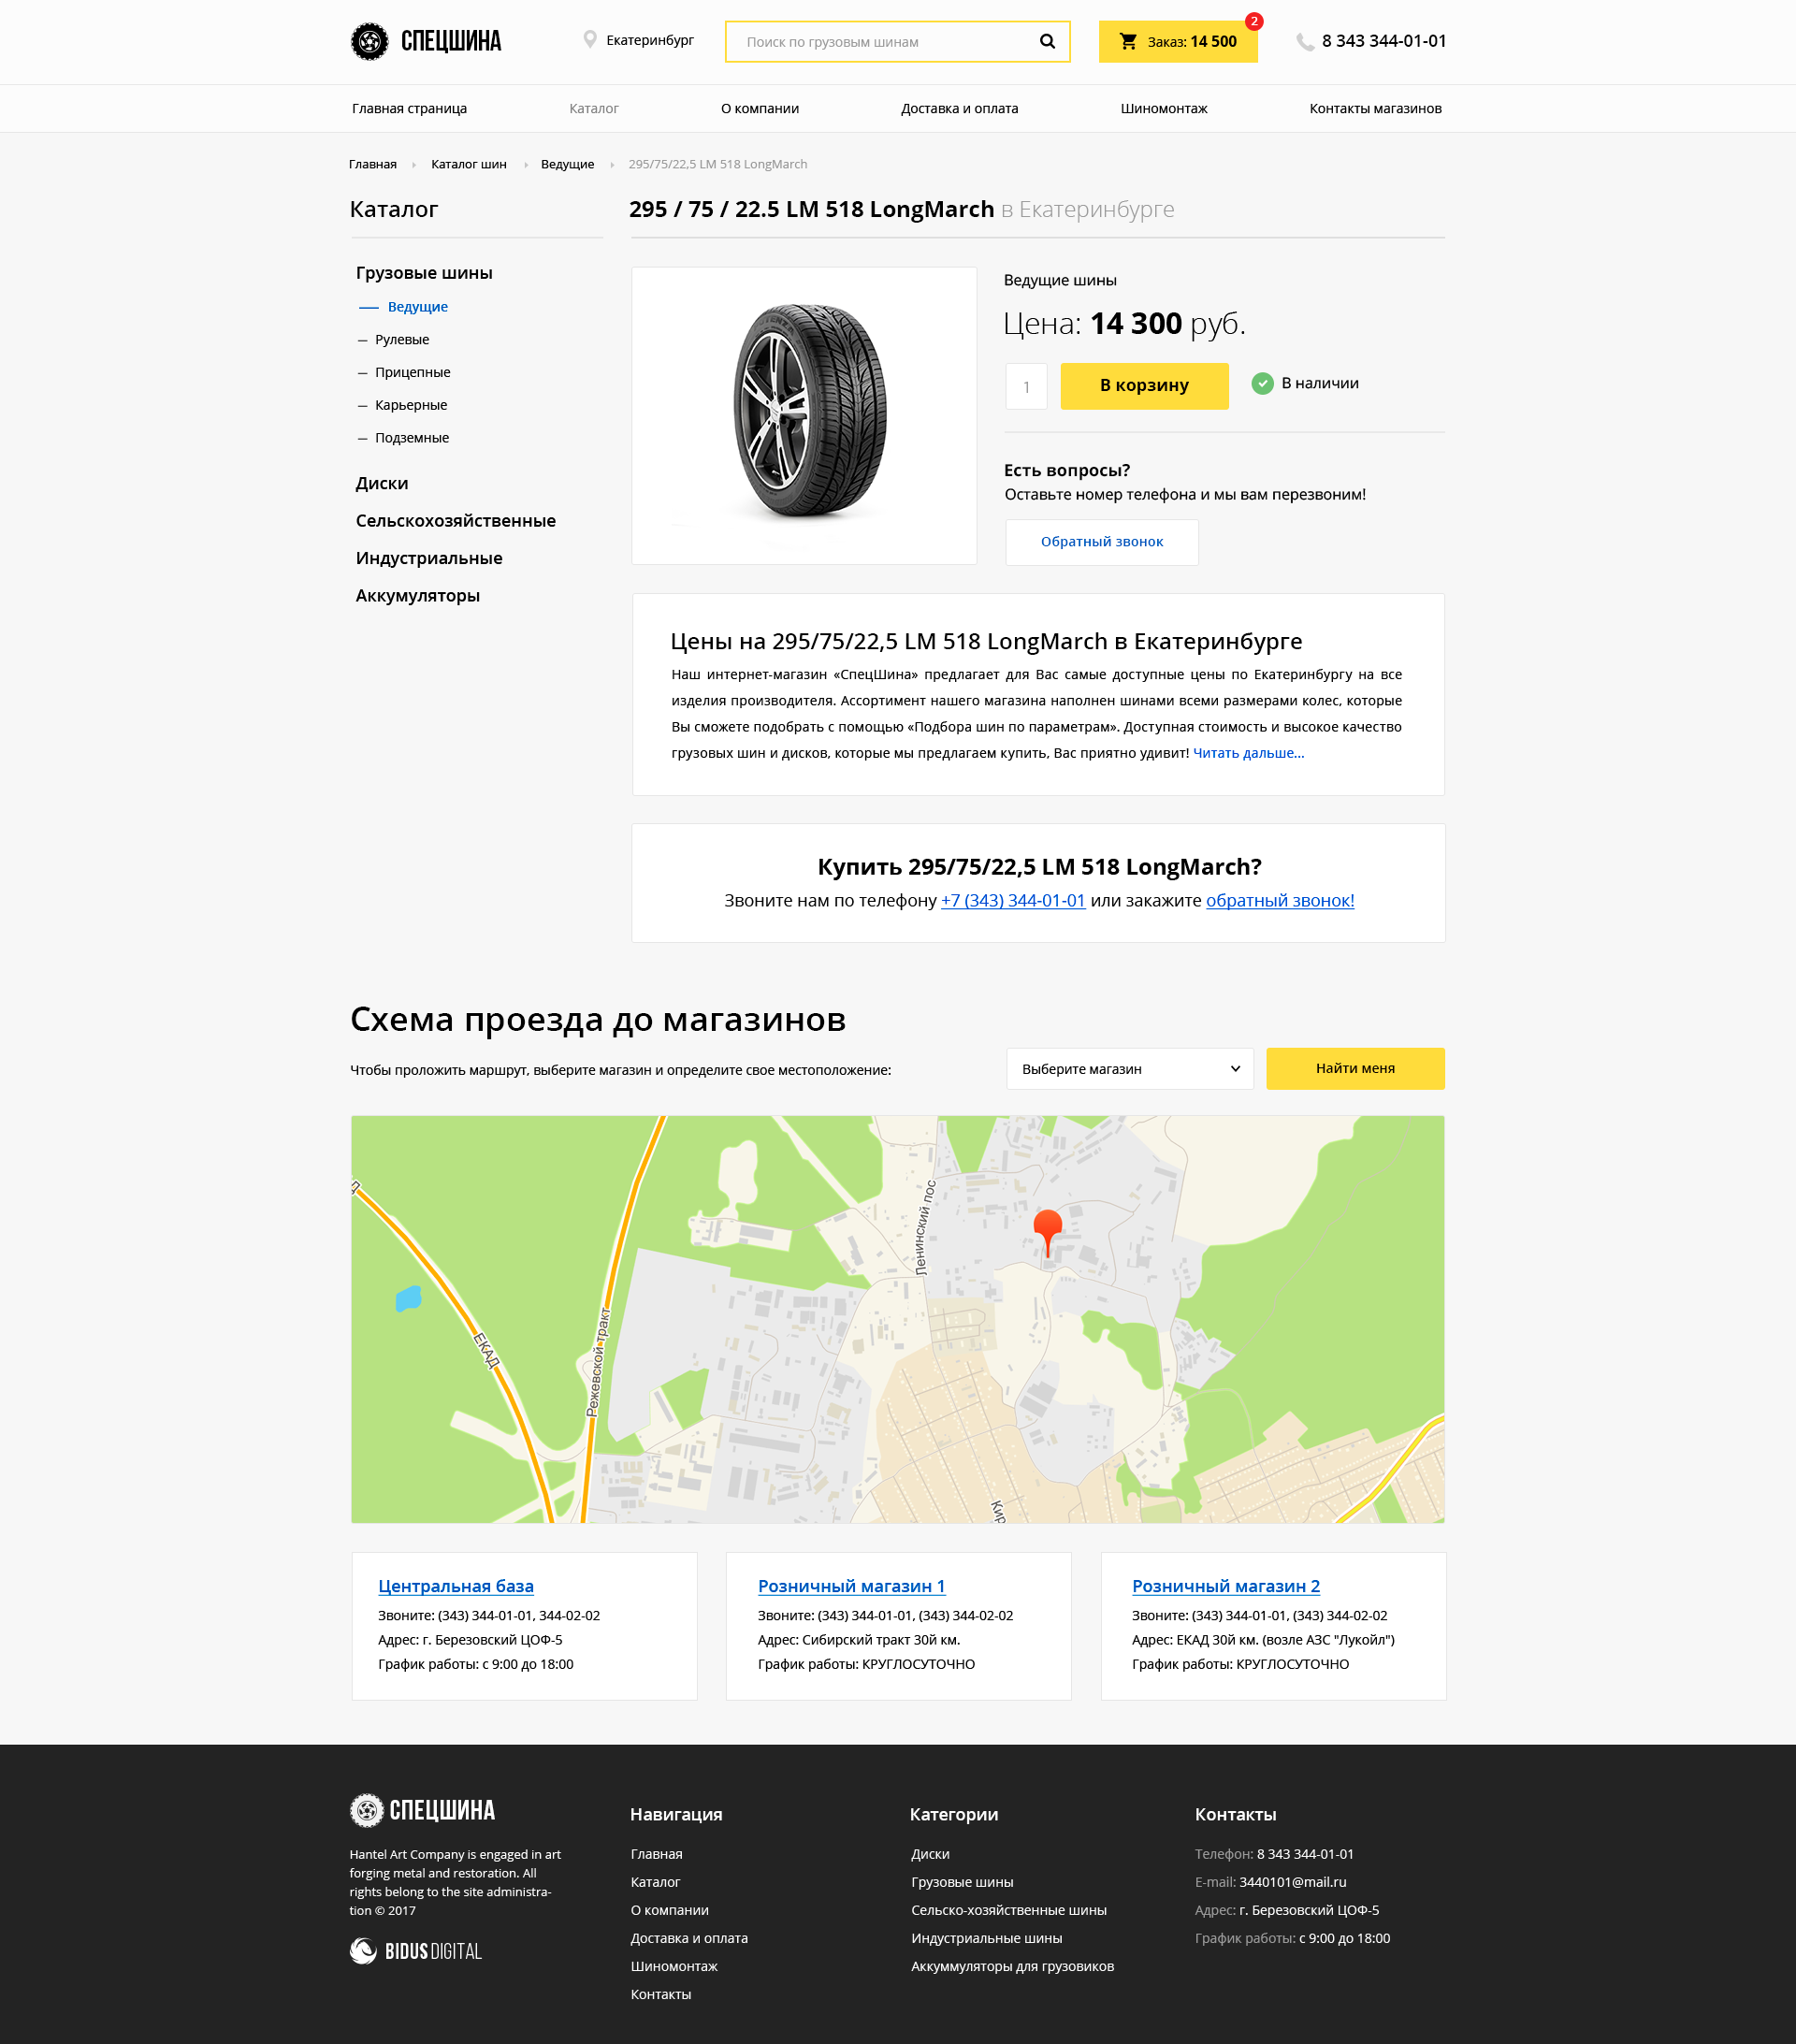 СПЕЦШИНА
Екатеринбург
Поиск по грузовым шинам
Заказ: 14 500
2
8 343 344-01-01
Главная страница
Каталог
О компании
Доставка и оплата
Шиномонтаж
Контакты магазинов
Главная
Каталог шин
Ведущие
295/75/22,5 LM 518 LongMarch
Каталог
295 / 75 / 22.5 LM 518 LongMarch в Екатеринбурге
Грузовые шины
Ведущие
Рулевые
Прицепные
Карьерные
Подземные
Диски
Сельскохозяйственные
Индустриальные
Аккумуляторы
Ведущие шины
Цена: 14 300 руб.
1
В корзину
В наличии
Есть вопросы?
Оставьте номер телефона и мы вам перезвоним!
Обратный звонок
Цены на 295/75/22,5 LM 518 LongMarch в Екатеринбурге
Наш интернет-магазин «СпецШина» предлагает для Вас самые доступные цены по Екатеринбургу на все
изделия производителя. Ассортимент нашего магазина наполнен шинами всеми размерами колес, которые
Вы сможете подобрать с помощью «Подбора шин по параметрам». Доступная стоимость и высокое качество
грузовых шин и дисков, которые мы предлагаем купить, Вас приятно удивит! Читать дальше...
Купить 295/75/22,5 LM 518 LongMarch?
Звоните нам по телефону +7 (343) 344-01-01 или закажите обратный звонок!
Схема проезда до магазинов
Чтобы проложить маршрут, выберите магазин и определите свое местоположение:
Выберите магазин
Найти меня
Ленинский пос
ЕКАД
Режевской тракт
Кир
Центральная база
Звоните: (343) 344-01-01, 344-02-02
Адрес: г. Березовский ЦОФ-5
График работы: с 9:00 до 18:00
Розничный магазин 1
Звоните: (343) 344-01-01, (343) 344-02-02
Адрес: Сибирский тракт 30й км.
График работы: КРУГЛОСУТОЧНО
Розничный магазин 2
Звоните: (343) 344-01-01, (343) 344-02-02
Адрес: ЕКАД 30й км. (возле АЗС "Лукойл")
График работы: КРУГЛОСУТОЧНО
СПЕЦШИНА
Hantel Art Company is engaged in art
forging metal and restoration. All
rights belong to the site administra-
tion © 2017
BIDUS DIGITAL
Навигация
Главная
Каталог
О компании
Доставка и оплата
Шиномонтаж
Контакты
Категории
Диски
Грузовые шины
Сельско-хозяйственные шины
Индустриальные шины
Аккуммуляторы для грузовиков
Контакты
Телефон: 8 343 344-01-01
E-mail: 3440101@mail.ru
Адрес: г. Березовский ЦОФ-5
График работы: с 9:00 до 18:00